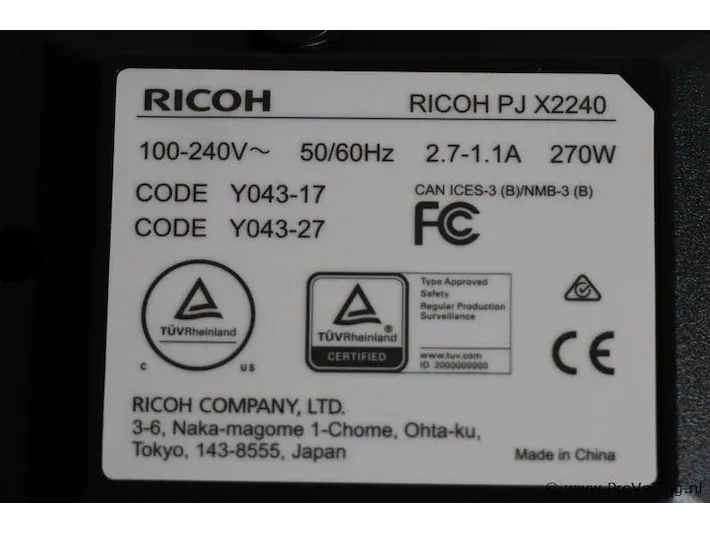 RICOH RICOH PJ X2240
100-240V~ 50/60Hz 2.7-1.1A 270W
CODE Y043-17
CODE Y043-27
CAN ICES-3 (B)/NMB-3 (B)
FC
TÜVRheinland
C US
TÜVRheinland ®
CERTIFIED
Type Approved
Safety
Regular Production
Surveillance
www.tuv.com
ID 2000000000
CE
RICOH COMPANY, LTD.
3-6, Naka-magome 1-Chome, Ohta-ku,
Tokyo, 143-8555, Japan
Made in China
© www.ProVeiling.nl